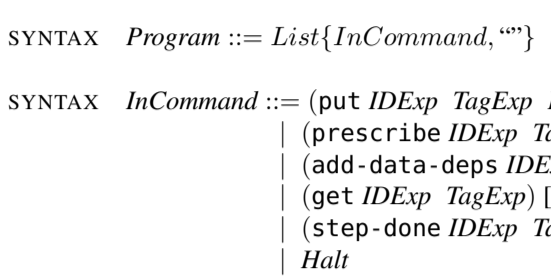 SYNTAX Program ::= List{InCommand, “”}
SYNTAX InCommand ::= (put IDExp TagExp
| (prescribe IDExp
| (add-data-deps
| (get IDExp TagExp) [
| (step-done IDExp
| Halt